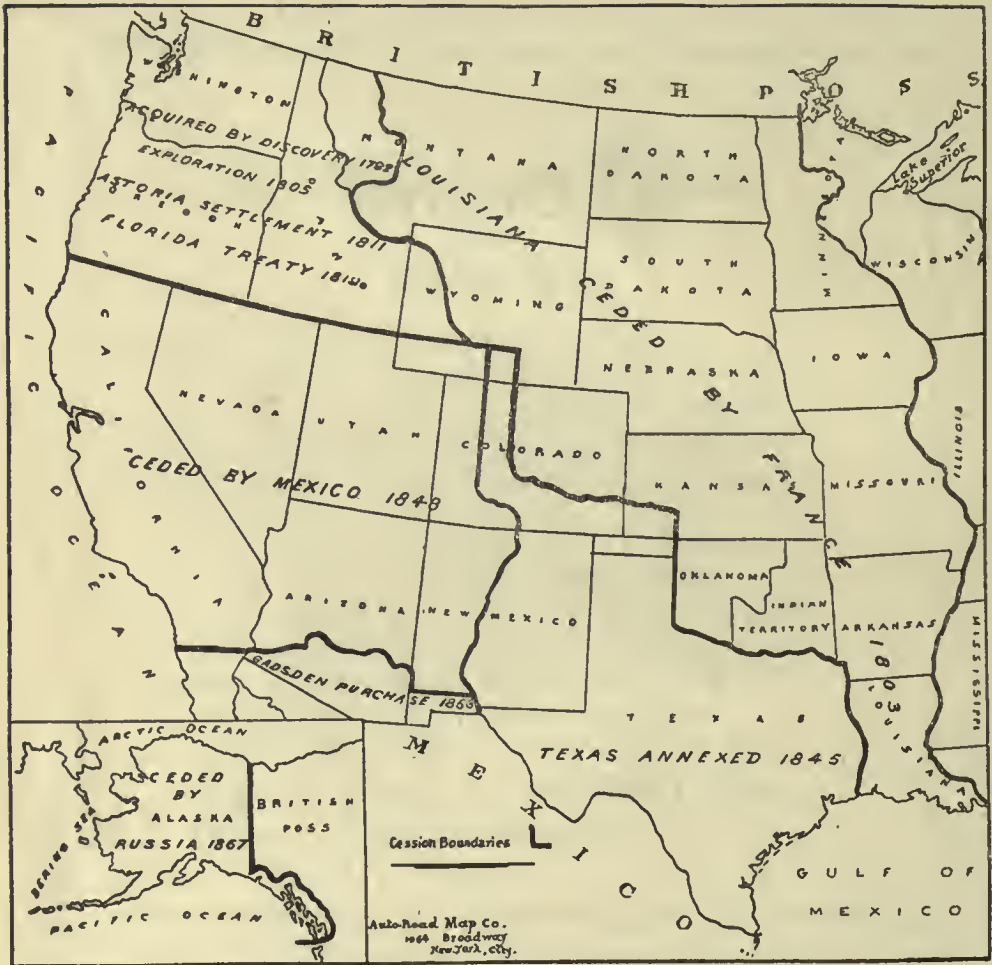 BRITISH POSS
PACIFIC OCEAN
WASHINGTON
ACQUIRED BY DISCOVERY 1792
EXPLORATION 1805
ASTORIA SETTLEMENT 1811
OREGON
FLORIDA TREATY 1819
MONTANA
LOUISIANA CEDED BY FRANCE 1803
NORTH
DAKOTA
MINNESOTA
Lake
Superior
WISCONSIN
WYOMING
SOUTH
DAKOTA
IOWA
NEBRASKA
CALIFORNIA
NEVADA
UTAH
COLORADO
KANSAS
MISSOURI
ILLINOIS
CEDED BY MEXICO 1848
ARIZONA
NEW MEXICO
OKLAHOMA
INDIAN
TERRITORY
ARKANSAS
MISSISSIPPI
GADSDEN PURCHASE
TEXAS
TEXAS ANNEXED 1845
LOUISIANA
MEXICO
GULF OF
MEXICO
ARCTIC OCEAN
CEDED
BY
ALASKA
RUSSIA 1867
BRITISH
POSS
BERING SEA
PACIFIC OCEAN
Cession Boundaries
Auto-Road Map Co.
1964 Broadway
New York, City.